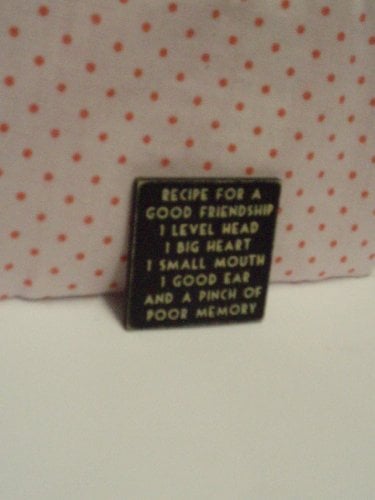 RECIPE FOR A
GOOD FRIENDSHIP
1 LEVEL HEAD
1 BIG HEART
1 SMALL MOUTH
1 GOOD EAR
AND A PINCH OF
POOR MEMORY